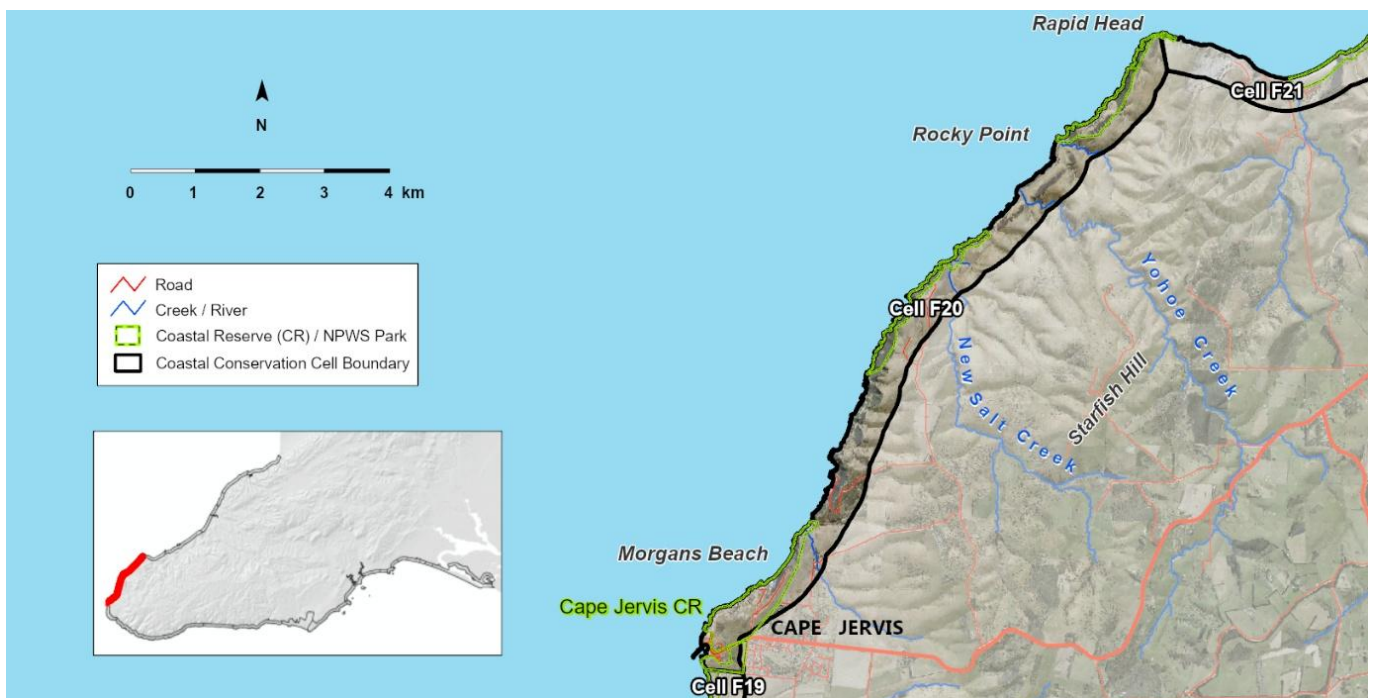 Rapid Head
Cell F21
N
Rocky Point
0 1 2 3 4 km
Road
Creek / River
Coastal Reserve (CR) / NPWS Park
Coastal Conservation Cell Boundary
Yohoe Creek
Cell F20
New Salt Creek
Starfish Hill
Morgans Beach
Cape Jervis CR
CAPE JERVIS
Cell F19